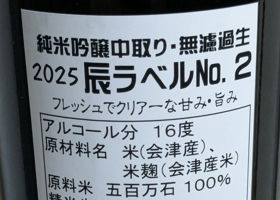 純米吟醸中取り・無濾過生
2025 辰ラベルNo. 2
フレッシュでクリアーな甘み・旨み
アルコール分　16度
原材料名　米(会津産)、
米麹(会津産米)
原料米　五百万石 100%